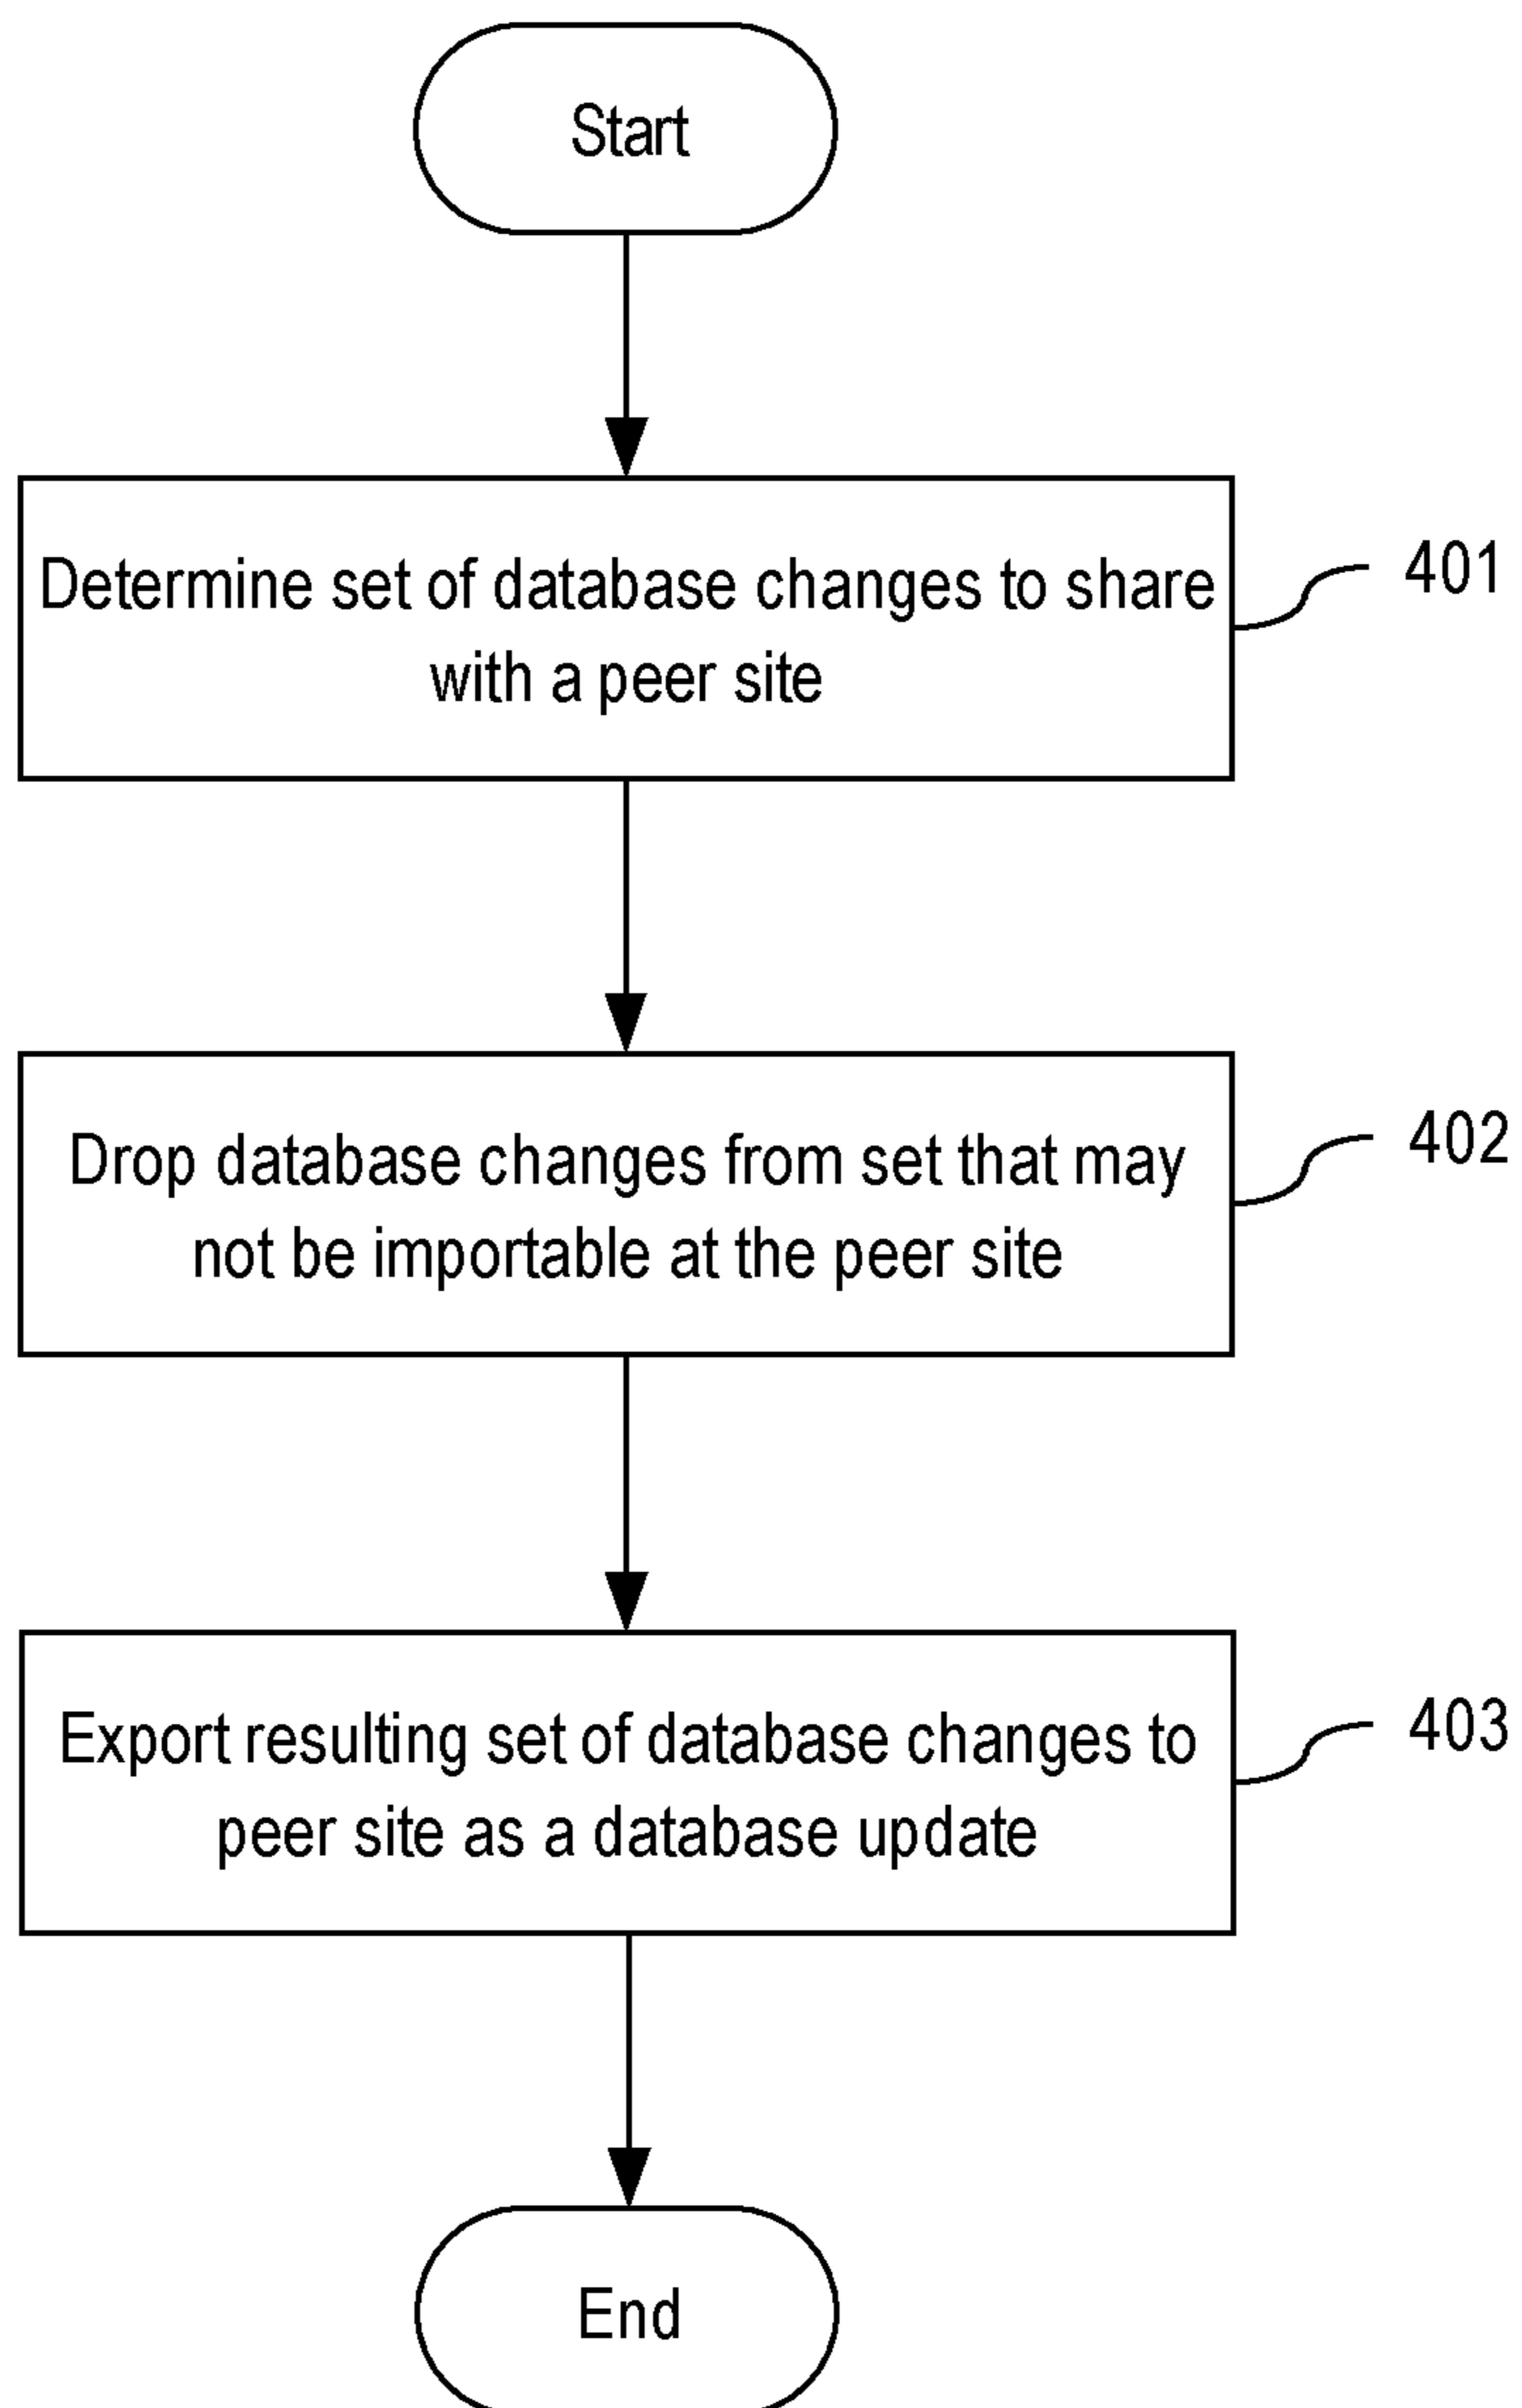 Start
Determine set of database changes to share
with a peer site
401
Drop database changes from set that may
not be importable at the peer site
402
Export resulting set of database changes to
peer site as a database update
403
End